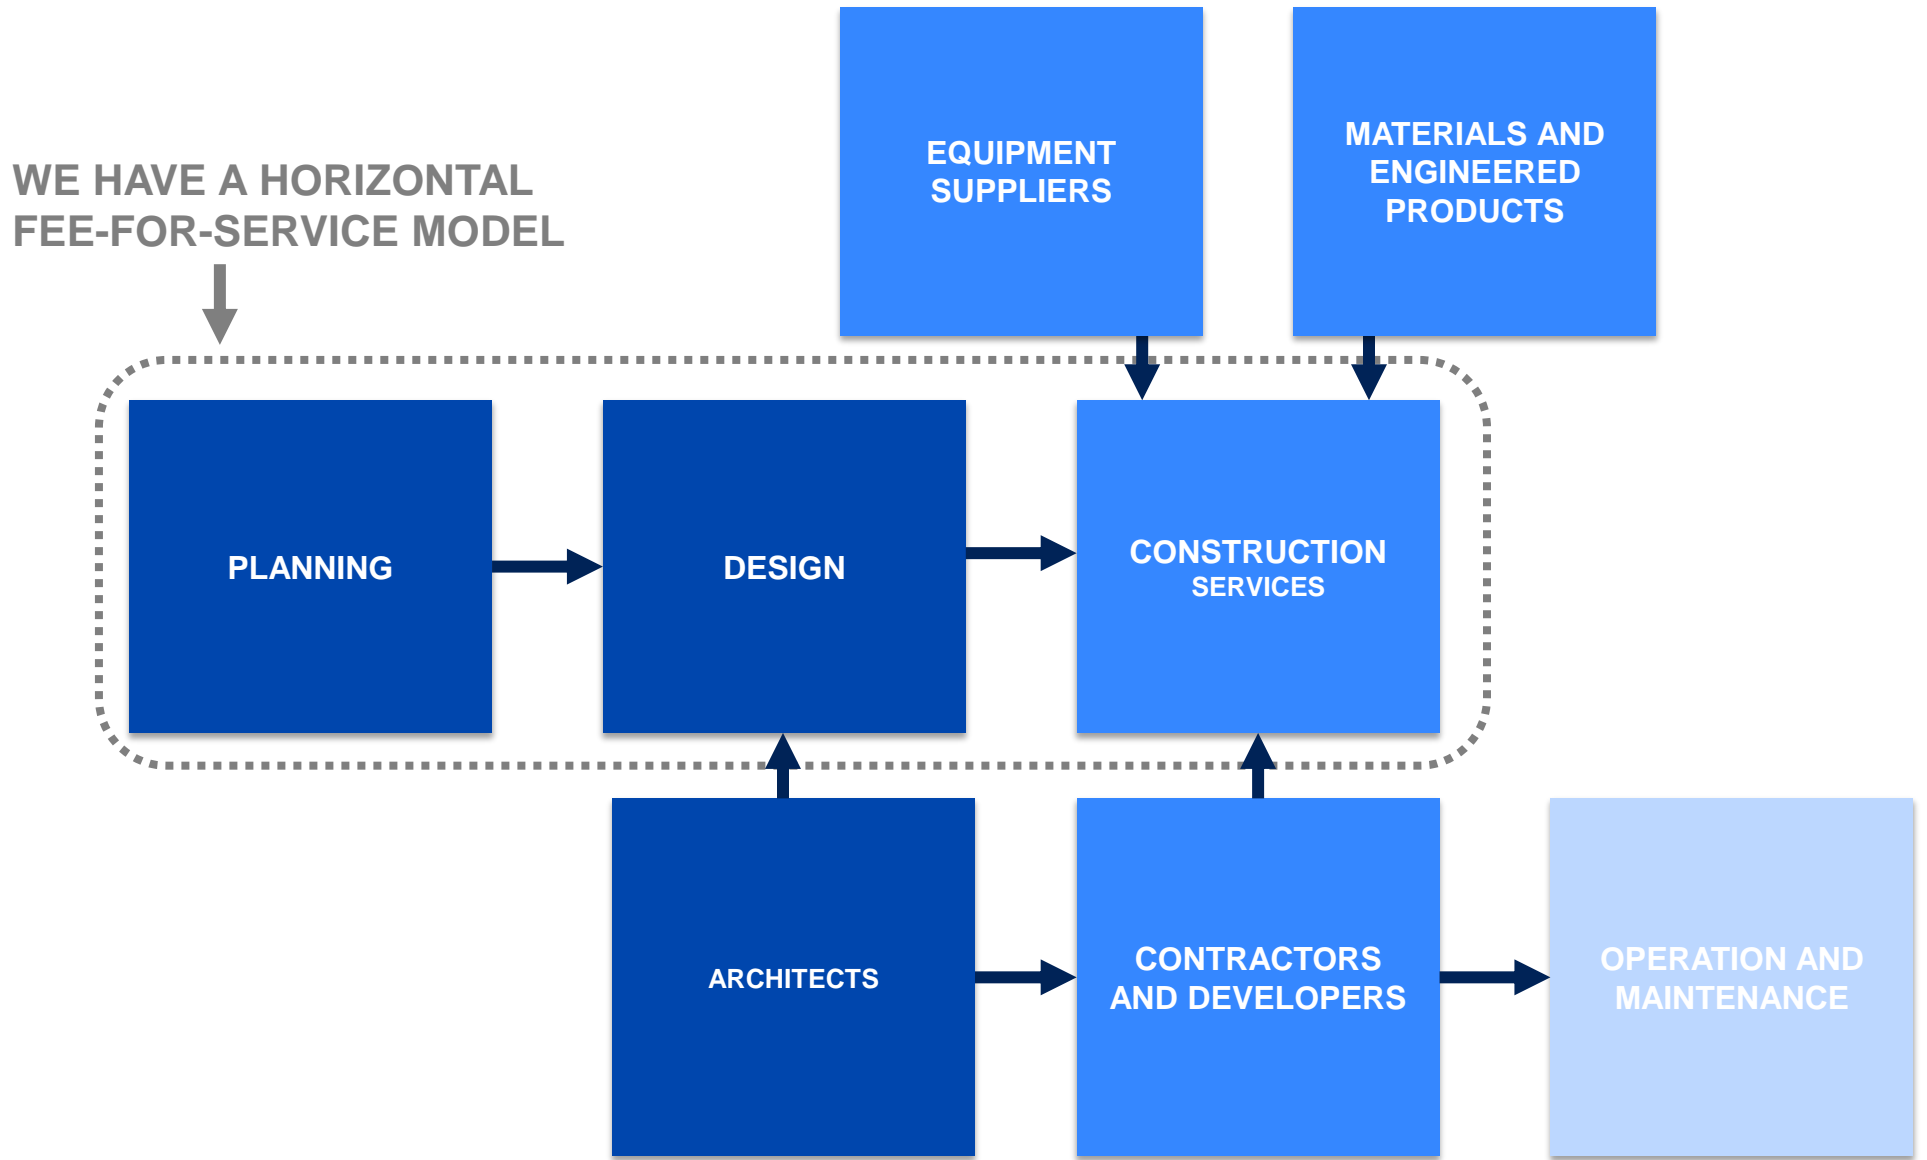 EQUIPMENT
SUPPLIERS
MATERIALS AND
ENGINEERED
PRODUCTS
WE HAVE A HORIZONTAL
FEE-FOR-SERVICE MODEL
PLANNING
DESIGN
CONSTRUCTION
SERVICES
ARCHITECTS
CONTRACTORS
AND DEVELOPERS
OPERATION AND
MAINTENANCE